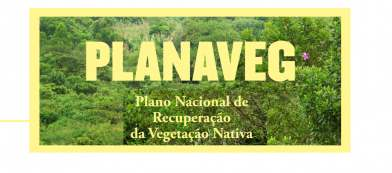 PLANAVEG
Plano Nacional de
Recuperação
da Vegetação Nativa